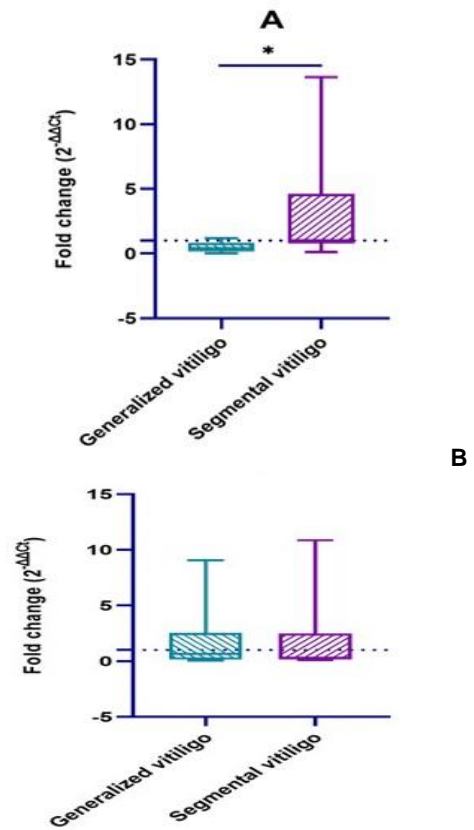 A
*
15
10
5
0
-5
Fold change (2^-ΔΔCt)
Generalized vitiligo
Segmental vitiligo
B
15
10
5
0
-5
Fold change (2^-ΔΔCt)
Generalized vitiligo
Segmental vitiligo